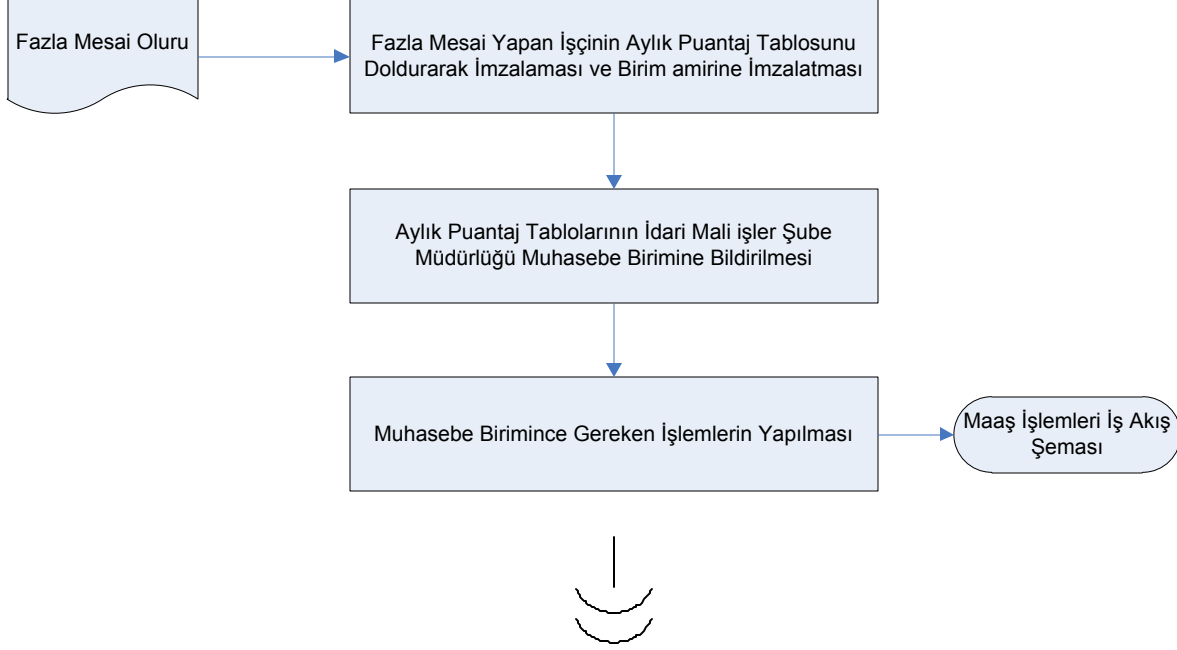 Fazla Mesai Oluru
Fazla Mesai Yapan İşçinin Aylık Puantaj Tablosunu
Doldurarak İmzalaması ve Birim amirine İmzalatması
Aylık Puantaj Tablolarının İdari Mali işler Şube
Müdürlüğü Muhasebe Birimine Bildirilmesi
Muhasebe Birimince Gereken İşlemlerin Yapılması
Maaş İşlemleri İş Akış
Şeması